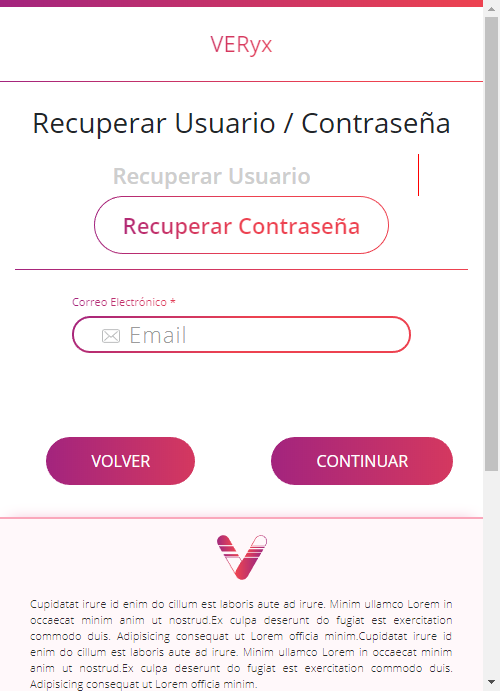 VERyx
Recuperar Usuario / Contraseña
Recuperar Usuario
Recuperar Contraseña
Correo Electrónico *
Email
VOLVER
CONTINUAR
Cupidatat irure id enim do cillum est laboris aute ad irure. Minim ullamco Lorem in
occaecat minim anim ut nostrud.Ex culpa deserunt do fugiat est exercitation
commodo duis. Adipisicing consequat ut Lorem officia minim.Cupidatat irure id
enim do cillum est laboris aute ad irure. Minim ullamco Lorem in occaecat minim
anim ut nostrud.Ex culpa deserunt do fugiat est exercitation commodo duis.
Adipisicing consequat ut Lorem officia minim.